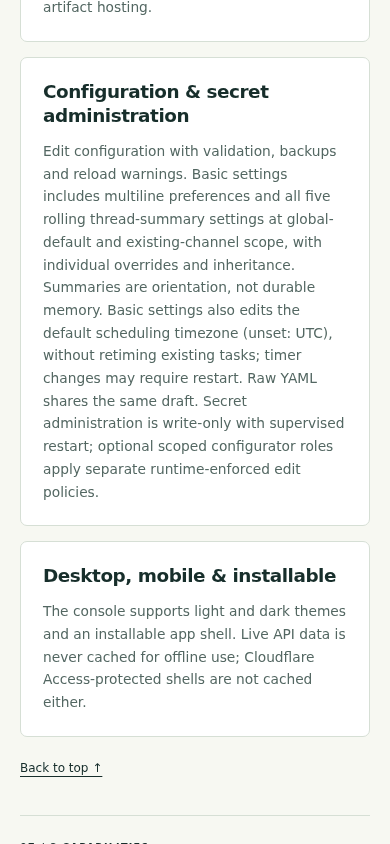 artifact hosting.
Configuration & secret
administration
Edit configuration with validation, backups
and reload warnings. Basic settings
includes multiline preferences and all five
rolling thread-summary settings at global-
default and existing-channel scope, with
individual overrides and inheritance.
Summaries are orientation, not durable
memory. Basic settings also edits the
default scheduling timezone (unset: UTC),
without retiming existing tasks; timer
changes may require restart. Raw YAML
shares the same draft. Secret
administration is write-only with supervised
restart; optional scoped configurator roles
apply separate runtime-enforced edit
policies.
Desktop, mobile & installable
The console supports light and dark themes
and an installable app shell. Live API data is
never cached for offline use; Cloudflare
Access-protected shells are not cached
either.
Back to top ↑